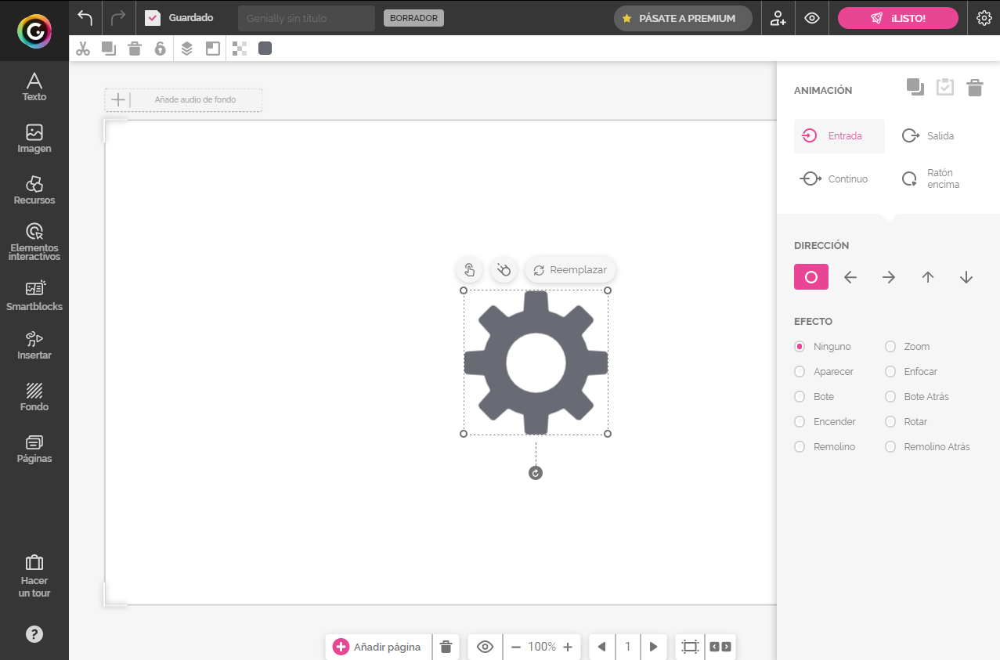 Guardado
Genially sin título
BORRADOR
PÁSATE A PREMIUM
¡LISTO!
Texto
Imagen
Recursos
Elementos
interactivos
Smartblocks
Insertar
Fondo
Páginas
Hacer
un tour
?
Añade audio de fondo
Reemplazar
ANIMACIÓN
Entrada
Salida
Continuo
Ratón
encima
DIRECCIÓN
EFECTO
Ninguno
Zoom
Aparecer
Enfocar
Bote
Bote Atrás
Encender
Rotar
Remolino
Remolino Atrás
Añadir página
100%
1